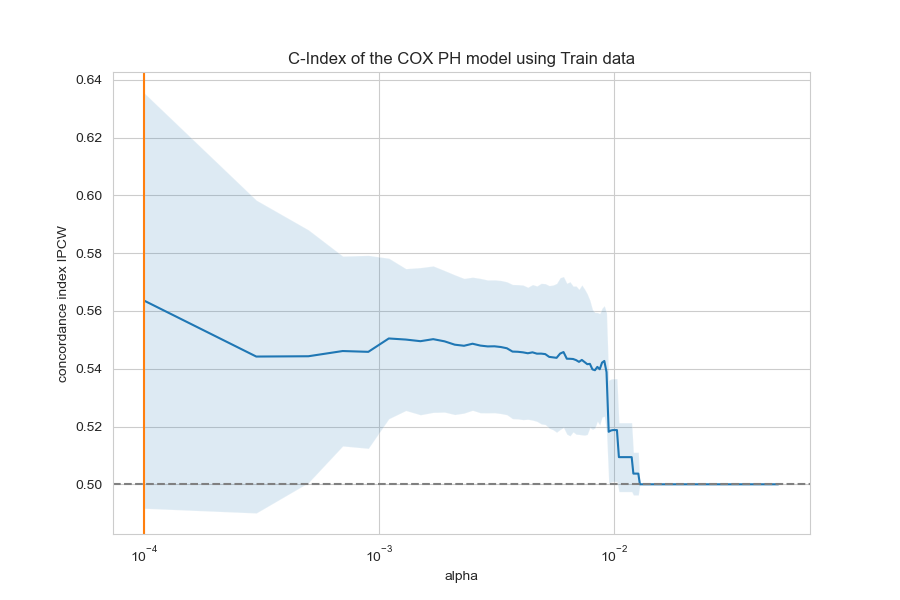 C-Index of the COX PH model using Train data
0.64
0.62
0.60
0.58
0.56
0.54
0.52
0.50
concordance index IPCW
10⁻⁴ 10⁻³ 10⁻²
alpha